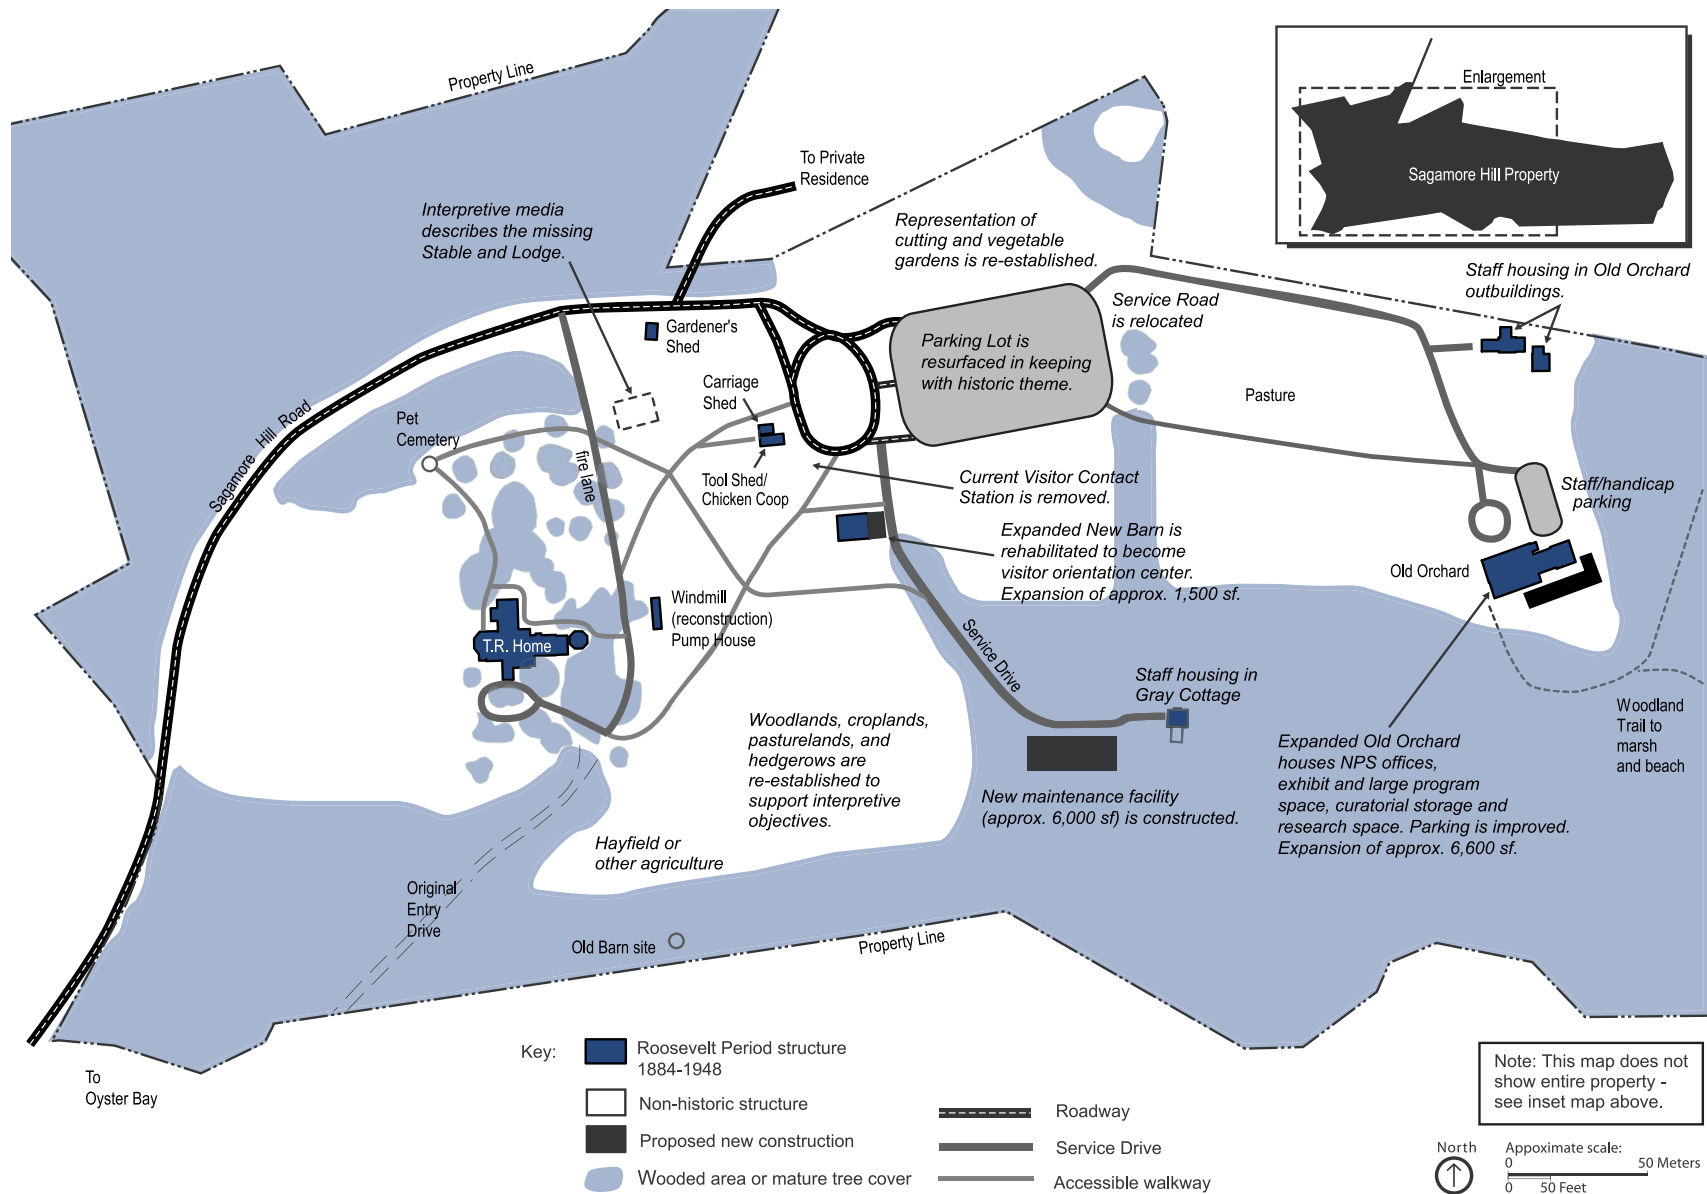 Property Line
Enlargement
Sagamore Hill Property
To Private
Residence
Interpretive media
describes the missing
Stable and Lodge.
Representation of
cutting and vegetable
gardens is re-established.
Staff housing in Old Orchard
outbuildings.
Service Road
is relocated
Gardener's
Shed
Parking Lot is
resurfaced in keeping
with historic theme.
Carriage
Shed
Pasture
Sagamore Hill Road
Pet
Cemetery
fire lane
Tool Shed/
Chicken Coop
Current Visitor Contact
Station is removed.
Staff/handicap
parking
Expanded New Barn is
rehabilitated to become
visitor orientation center.
Expansion of approx. 1,500 sf.
Old Orchard
Windmill
(reconstruction)
Pump House
T.R. Home
Service Drive
Staff housing in
Gray Cottage
Woodlands, croplands,
pasturelands, and
hedgerows are
re-established to
support interpretive
objectives.
Woodland
Trail to
marsh
and beach
Expanded Old Orchard
houses NPS offices,
exhibit and large program
space, curatorial storage and
research space. Parking is improved.
Expansion of approx. 6,600 sf.
New maintenance facility
(approx. 6,000 sf) is constructed.
Hayfield or
other agriculture
Original
Entry
Drive
Old Barn site
Property Line
To
Oyster Bay
Key:
Roosevelt Period structure
1884-1948
Non-historic structure
Proposed new construction
Wooded area or mature tree cover
Roadway
Service Drive
Accessible walkway
Note: This map does not
show entire property -
see inset map above.
North
Appoximate scale:
0 50 Meters
0 50 Feet